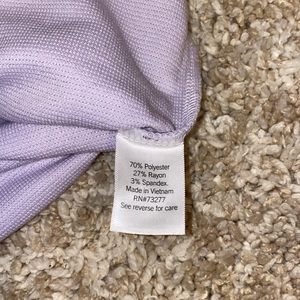 70% Polyester
27% Rayon
3% Spandex
Made in Vietnam
RN#73277
See reverse for care